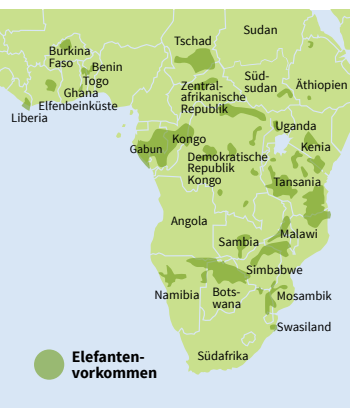 Sudan
Tschad
Burkina
Faso
Benin
Togo
Ghana
Elfenbeinküste
Liberia
Zentral-
afrikanische
Republik
Süd-
sudan
Äthiopien
Uganda
Kenia
Gabun
Kongo
Demokratische
Republik
Kongo
Tansania
Angola
Sambia
Malawi
Simbabwe
Namibia
Bots-
wana
Mosambik
Swasiland
Südafrika
Elefanten-
vorkommen